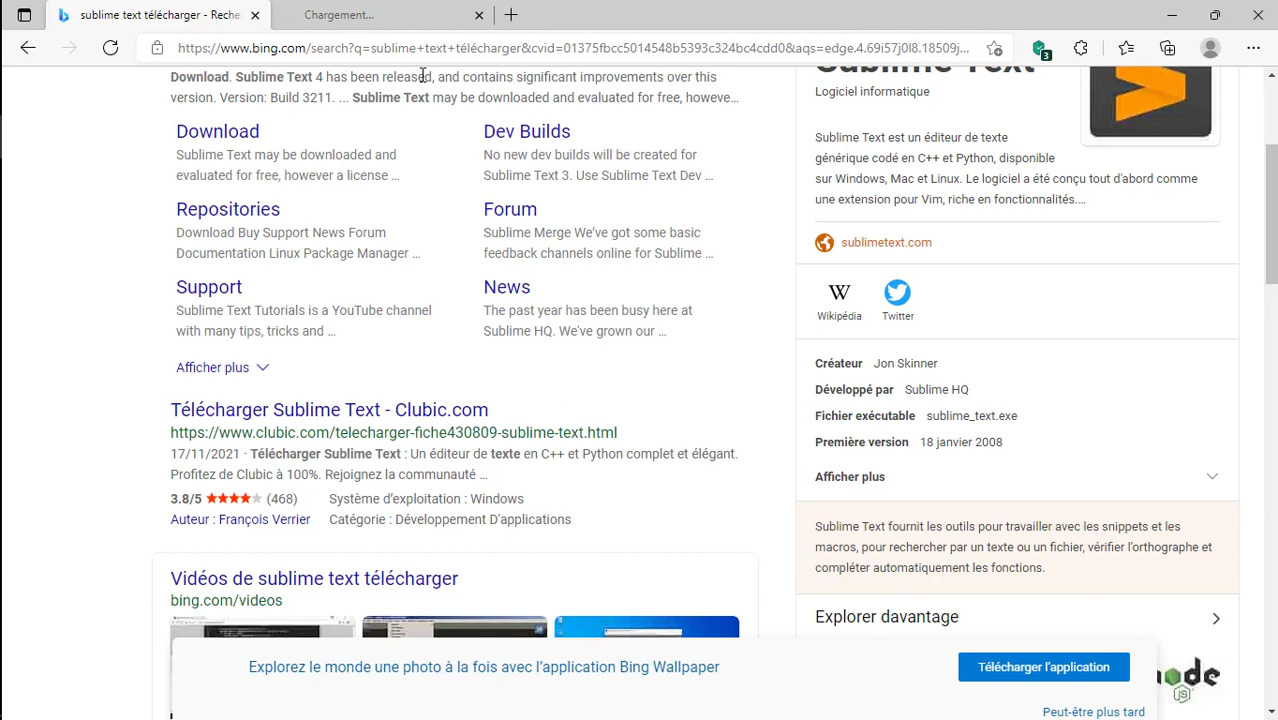 sublime text télécharger - Reche
Chargement...
https://www.bing.com/search?q=sublime+text+télécharger&cvid=01375fbcc5014548b5393c324bc4cdd0&aqs=edge.4.69i57j0l8.18509j...
3
Download. Sublime Text 4 has been released, and contains significant improvements over this
version. Version: Build 3211. ... Sublime Text may be downloaded and evaluated for free, howeve...
Download
Sublime Text may be downloaded and
evaluated for free, however a license ...
Dev Builds
No new dev builds will be created for
Sublime Text 3. Use Sublime Text Dev ...
Repositories
Download Buy Support News Forum
Documentation Linux Package Manager ...
Forum
Sublime Merge We've got some basic
feedback channels online for Sublime ...
Support
Sublime Text Tutorials is a YouTube channel
with many tips, tricks and ...
News
The past year has been busy here at
Sublime HQ. We've grown our ...
Afficher plus
Télécharger Sublime Text - Clubic.com
https://www.clubic.com/telecharger-fiche430809-sublime-text.html
17/11/2021 · Télécharger Sublime Text : Un éditeur de texte en C++ et Python complet et élégant.
Profitez de Clubic à 100%. Rejoignez la communauté ...
3.8/5 (468) Système d'exploitation : Windows
Auteur : François Verrier Catégorie : Développement D'applications
Vidéos de sublime text télécharger
bing.com/videos
Sublime Text
Logiciel informatique
Sublime Text est un éditeur de texte
générique codé en C++ et Python, disponible
sur Windows, Mac et Linux. Le logiciel a été conçu tout d'abord comme
une extension pour Vim, riche en fonctionnalités....
sublimetext.com
W
Wikipédia
Twitter
Créateur Jon Skinner
Développé par Sublime HQ
Fichier exécutable sublime_text.exe
Première version 18 janvier 2008
Afficher plus
Sublime Text fournit les outils pour travailler avec les snippets et les
macros, pour rechercher par un texte ou un fichier, vérifier l'orthographe et
compléter automatiquement les fonctions.
Explorer davantage
Explorez le monde une photo à la fois avec l'application Bing Wallpaper
Télécharger l'application
Peut-être plus tard